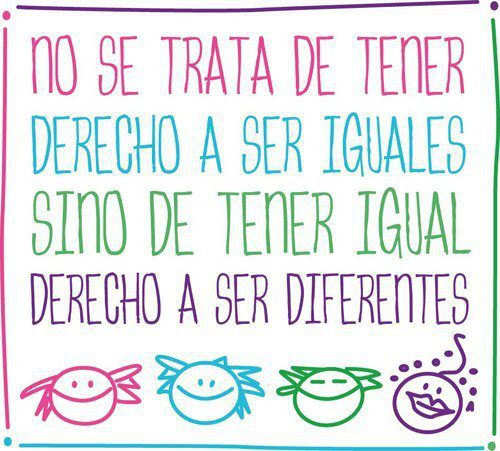 NO SE TRATA DE TENER
DERECHO A SER IGUALES
SINO DE TENER IGUAL
DERECHO A SER DIFERENTES